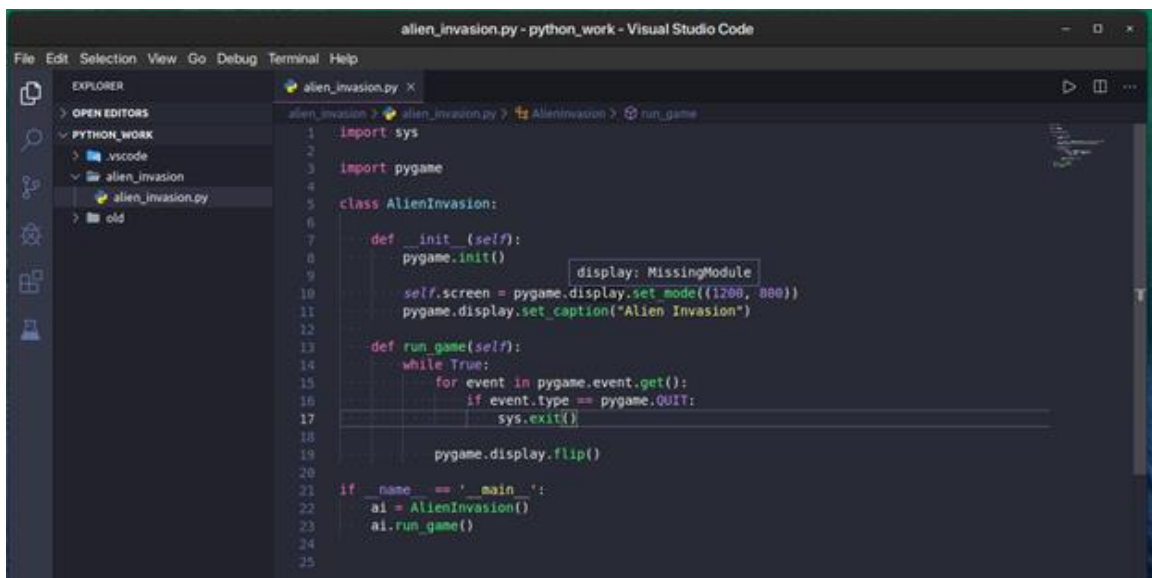 alien_invasion.py - python_work - Visual Studio Code
File Edit Selection View Go Debug Terminal Help
EXPLORER
OPEN EDITORS
PYTHON_WORK
.vscode
alien_invasion
alien_invasion.py
old
alien_invasion.py
alien_invasion > alien_invasion.py > AlienInvasion > run_game
1 import sys
2
3 import pygame
4
5 class AlienInvasion:
6
7 def __init__(self):
8 pygame.init()
9
display: MissingModule
10 self.screen = pygame.display.set_mode((1200, 800))
11 pygame.display.set_caption("Alien Invasion")
12
13 def run_game(self):
14 while True:
15 for event in pygame.event.get():
16 if event.type == pygame.QUIT:
17 sys.exit()
18
19 pygame.display.flip()
20
21 if __name__ == '__main__':
22 ai = AlienInvasion()
23 ai.run_game()
24
25